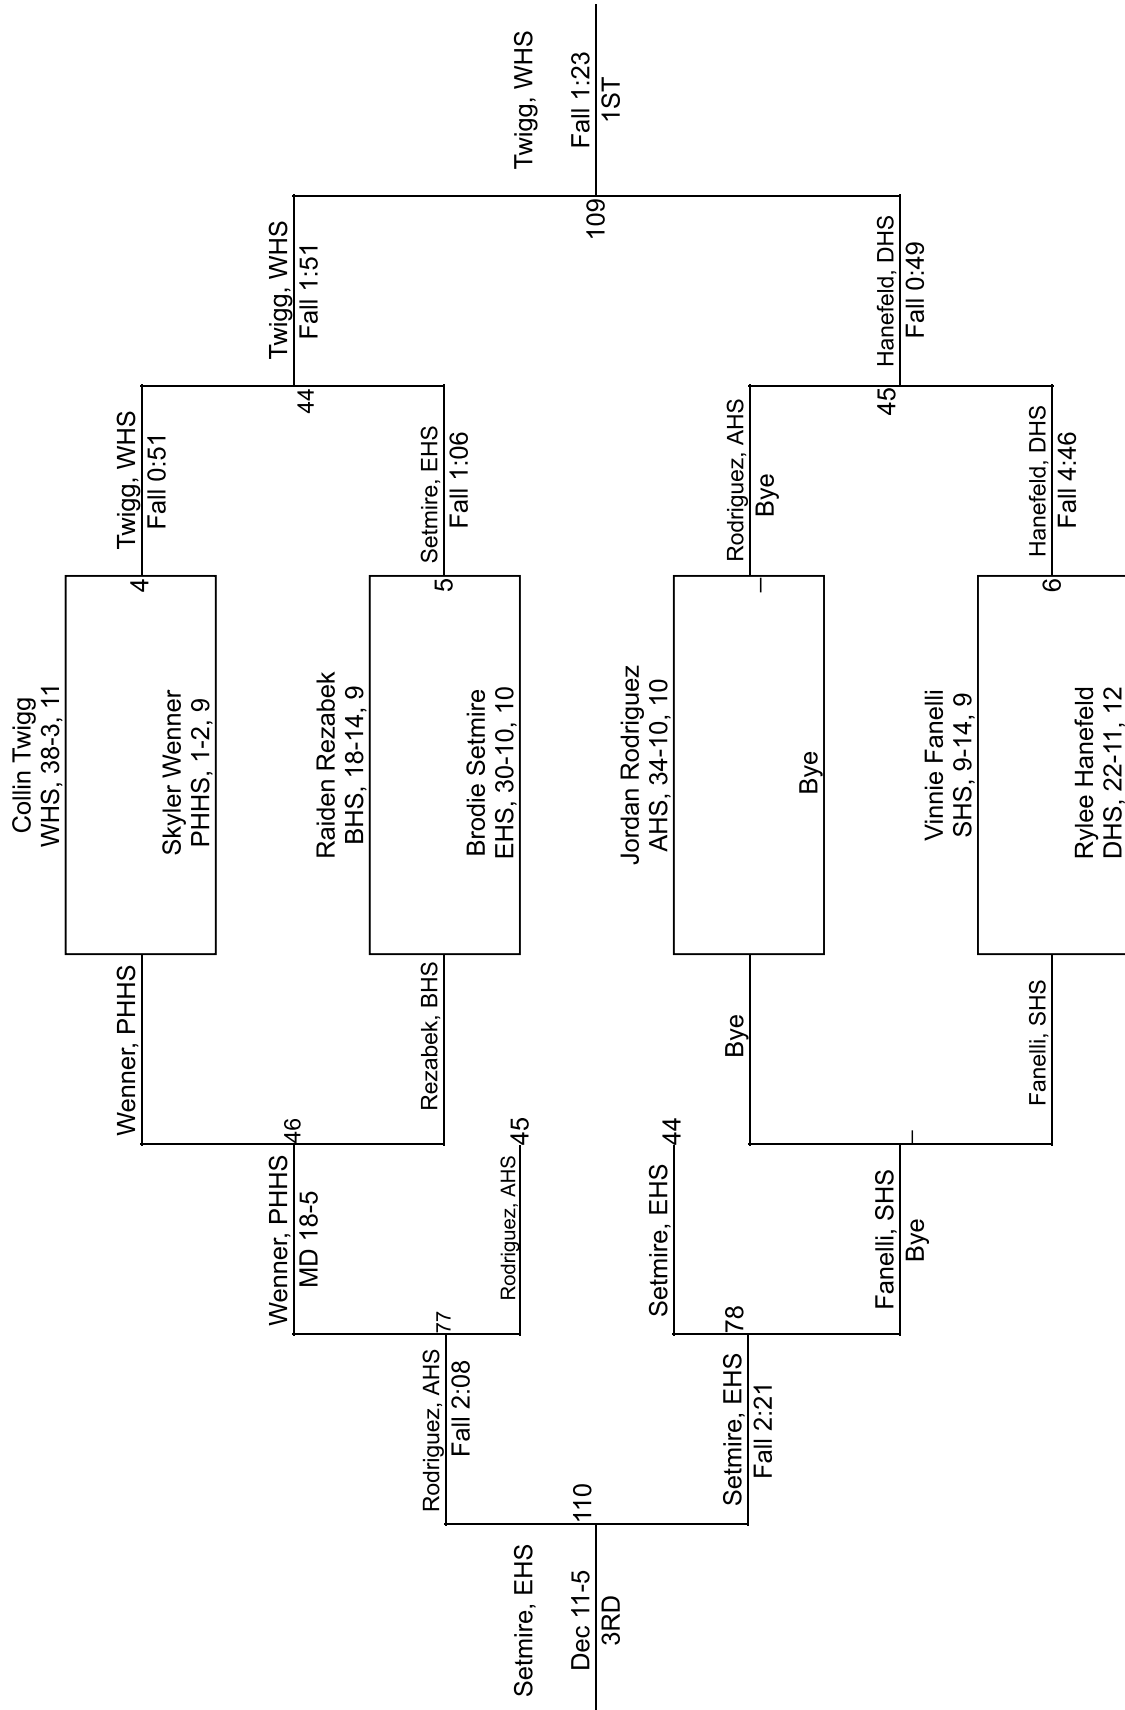 Collin Twigg
WHS, 38-3, 11
Skyler Wenner
PHHS, 1-2, 9
Raiden Rezabek
BHS, 18-14, 9
Brodie Setmire
EHS, 30-10, 10
Jordan Rodriguez
AHS, 34-10, 10
Bye
Vinnie Fanelli
SHS, 9-14, 9
Rylee Hanefeld
DHS, 22-11, 12
4
5
_
6
Twigg, WHS
Fall 0:51
Setmire, EHS
Fall 1:06
Rodriguez, AHS
Bye
Hanefeld, DHS
Fall 4:46
44
45
Twigg, WHS
Fall 1:51
Hanefeld, DHS
Fall 0:49
109
Twigg, WHS
Fall 1:23
1ST
Wenner, PHHS
Rezabek, BHS
Bye
Fanelli, SHS
46
45
44
_
Wenner, PHHS
MD 18-5
Rodriguez, AHS
Setmire, EHS
Fanelli, SHS
Bye
77
78
Rodriguez, AHS
Fall 2:08
Setmire, EHS
Fall 2:21
110
Setmire, EHS
Dec 11-5
3RD